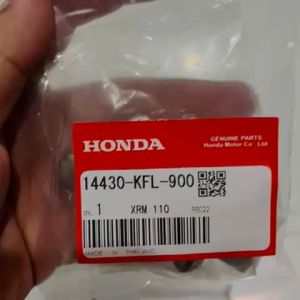 HONDA
GENUINE PARTS
Honda Motor Co., Ltd
14430-KFL-900
1 XRM 110
MADE IN THAILAND